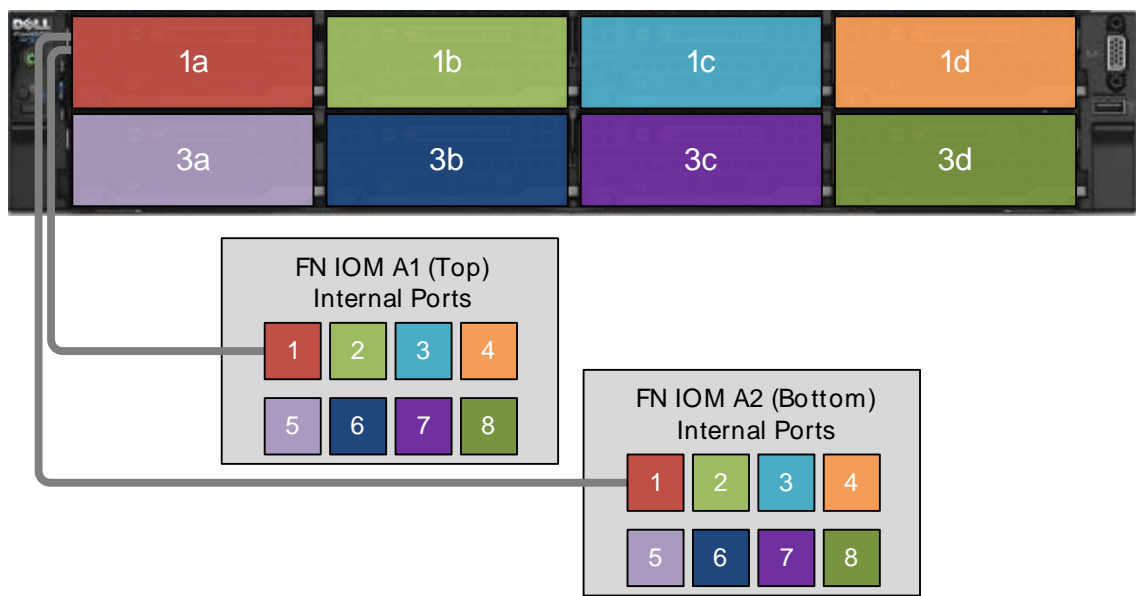 DELL
1a 1b 1c 1d
3a 3b 3c 3d
FN IOM A1 (Top)
Internal Ports
1 2 3 4
5 6 7 8
FN IOM A2 (Bottom)
Internal Ports
1 2 3 4
5 6 7 8